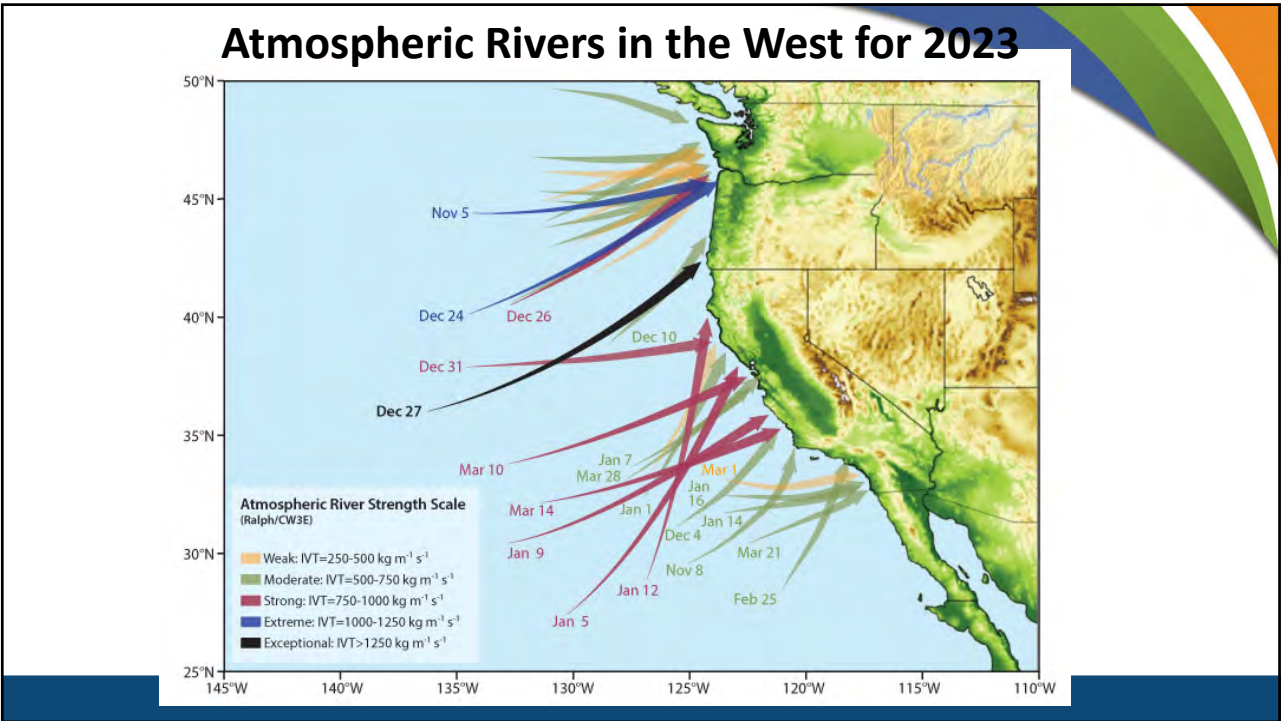 Atmospheric Rivers in the West for 2023
50°N
45°N
40°N
35°N
30°N
25°N
Nov 5
Dec 24
Dec 26
Dec 10
Dec 31
Dec 27
Mar 10
Jan 7
Mar 28
Mar 1
Jan
16
Mar 14
Jan 1
Jan 14
Dec 4
Jan 9
Mar 21
Nov 8
Jan 12
Feb 25
Jan 5
Atmospheric River Strength Scale
(Ralph/CW3E)
Weak: IVT=250-500 kg m⁻¹ s⁻¹
Moderate: IVT=500-750 kg m⁻¹ s⁻¹
Strong: IVT=750-1000 kg m⁻¹ s⁻¹
Extreme: IVT=1000-1250 kg m⁻¹ s⁻¹
Exceptional: IVT>1250 kg m⁻¹ s⁻¹
145°W 140°W 135°W 130°W 125°W 120°W 115°W 110°W